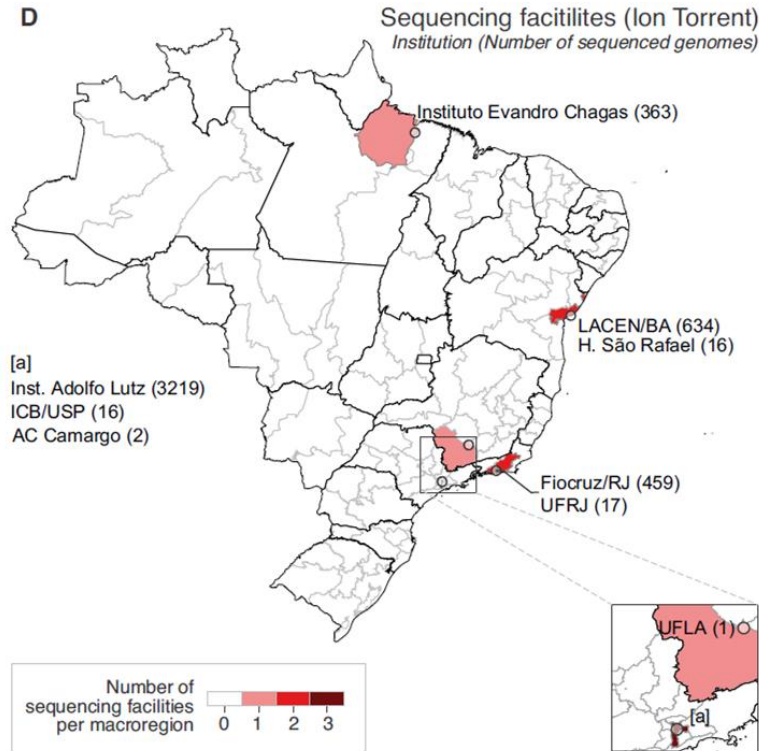 D
Sequencing facitilites (Ion Torrent)
Institution (Number of sequenced genomes)
Instituto Evandro Chagas (363)
LACEN/BA (634)
H. São Rafael (16)
[a]
Inst. Adolfo Lutz (3219)
ICB/USP (16)
AC Camargo (2)
Fiocruz/RJ (459)
UFRJ (17)
UFLA (1)
[a]
Number of
sequencing facilities
per macroregion
0 1 2 3